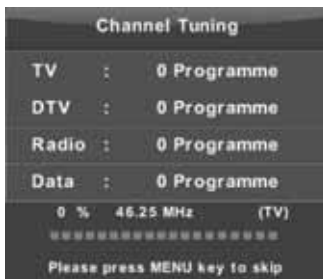 Channel Tuning
TV : 0 Programme
DTV : 0 Programme
Radio : 0 Programme
Data : 0 Programme
0 % 46.25 MHz (TV)
Please press MENU key to skip